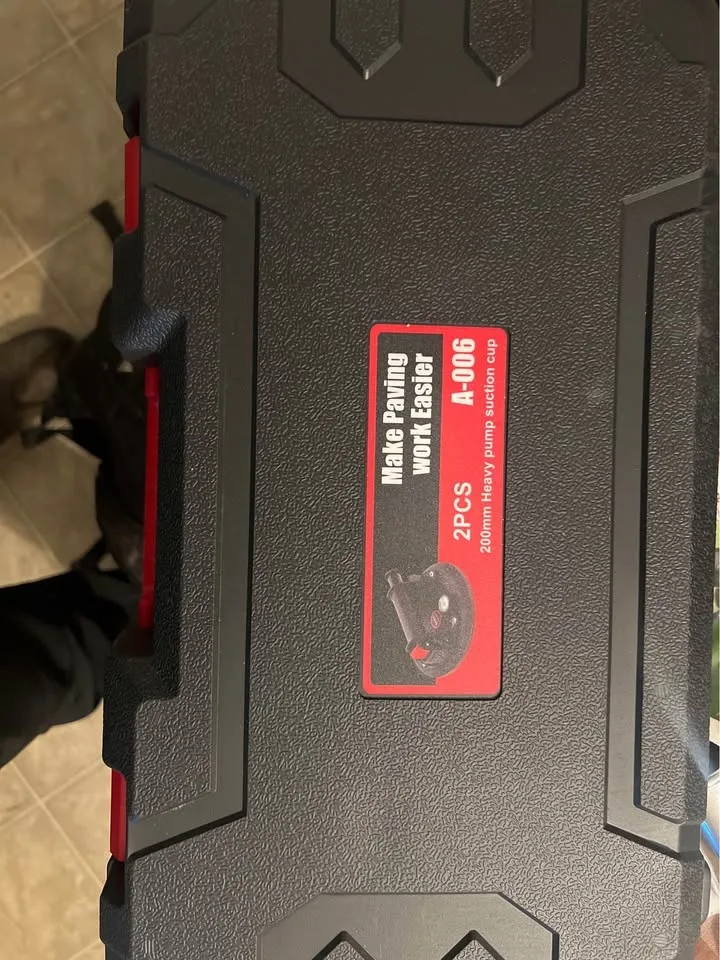 Make Paving
work Easier
2PCS A-006
200mm Heavy pump suction cup